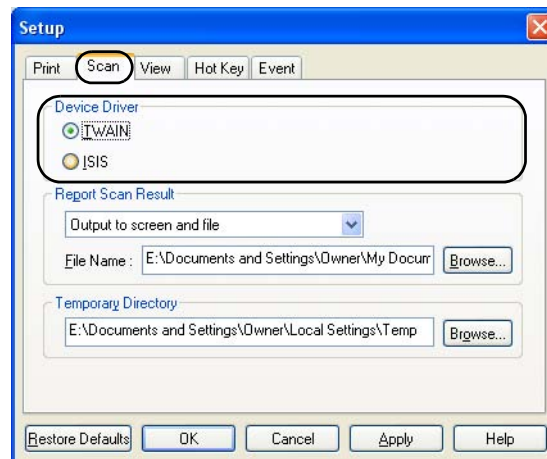 Setup
Print Scan View Hot Key Event
Device Driver
TWAIN
ISIS
Report Scan Result
Output to screen and file
File Name : E:\Documents and Settings\Owner\My Docum Browse...
Temporary Directory
E:\Documents and Settings\Owner\Local Settings\Temp Browse...
Restore Defaults OK Cancel Apply Help